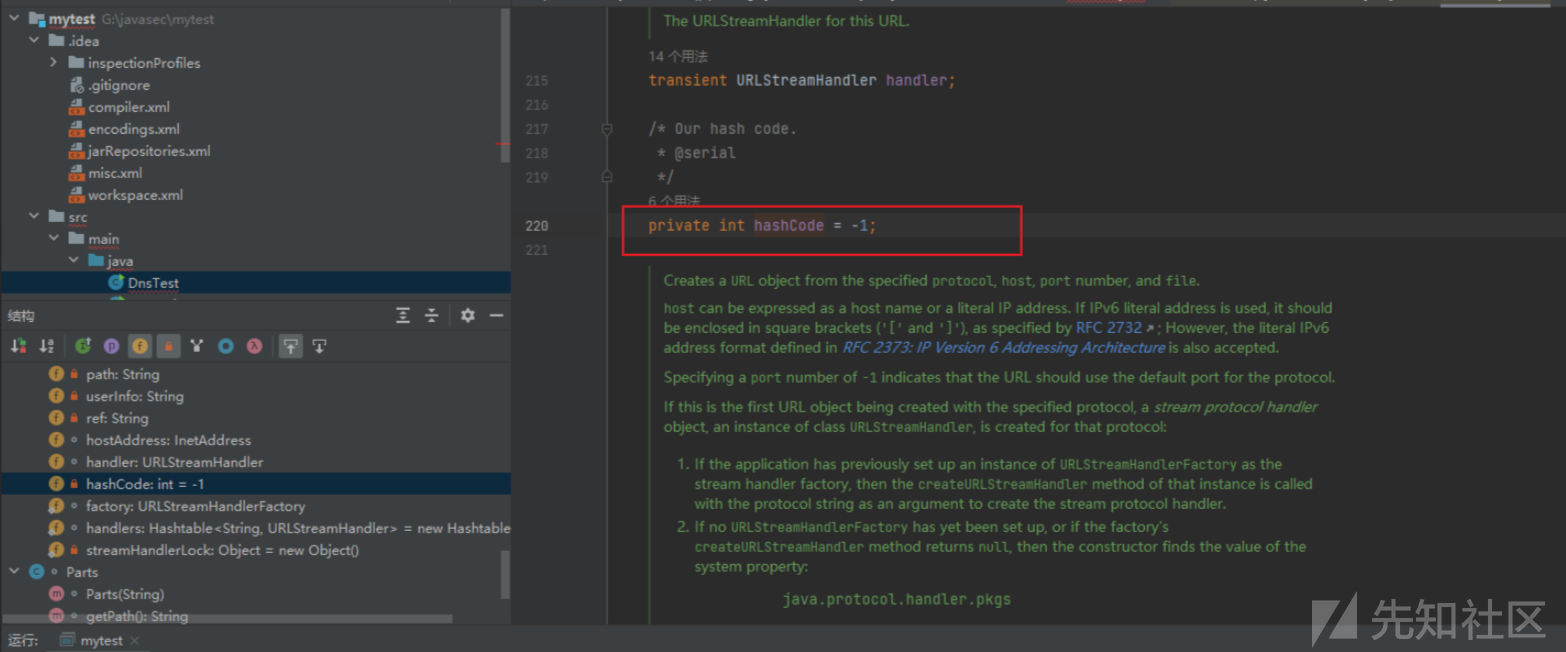 mytest G:\javasec\mytest
.idea
inspectionProfiles
.gitignore
compiler.xml
encodings.xml
jarRepositories.xml
misc.xml
workspace.xml
src
main
java
DnsTest
结构
path: String
userInfo: String
ref: String
hostAddress: InetAddress
handler: URLStreamHandler
hashCode: int = -1
factory: URLStreamHandlerFactory
handlers: Hashtable<String, URLStreamHandler> = new Hashtable
streamHandlerLock: Object = new Object()
Parts
Parts(String)
getPath(): String
运行: mytest
The URLStreamHandler for this URL.
14 个用法
215 transient URLStreamHandler handler;
216
217 /* Our hash code.
218 * @serial
219 */
6 个用法
220 private int hashCode = -1;
221
Creates a URL object from the specified protocol, host, port number, and file.
host can be expressed as a host name or a literal IP address. If IPv6 literal address is used, it should
be enclosed in square brackets ('[' and ']'), as specified by RFC 2732 ; However, the literal IPv6
address format defined in RFC 2373: IP Version 6 Addressing Architecture is also accepted.
Specifying a port number of -1 indicates that the URL should use the default port for the protocol.
If this is the first URL object being created with the specified protocol, a stream protocol handler
object, an instance of class URLStreamHandler, is created for that protocol:
1. If the application has previously set up an instance of URLStreamHandlerFactory as the
stream handler factory, then the createURLStreamHandler method of that instance is called
with the protocol string as an argument to create the stream protocol handler.
2. If no URLStreamHandlerFactory has yet been set up, or if the factory's
createURLStreamHandler method returns null, then the constructor finds the value of the
system property:
java.protocol.handler.pkgs
先知社区